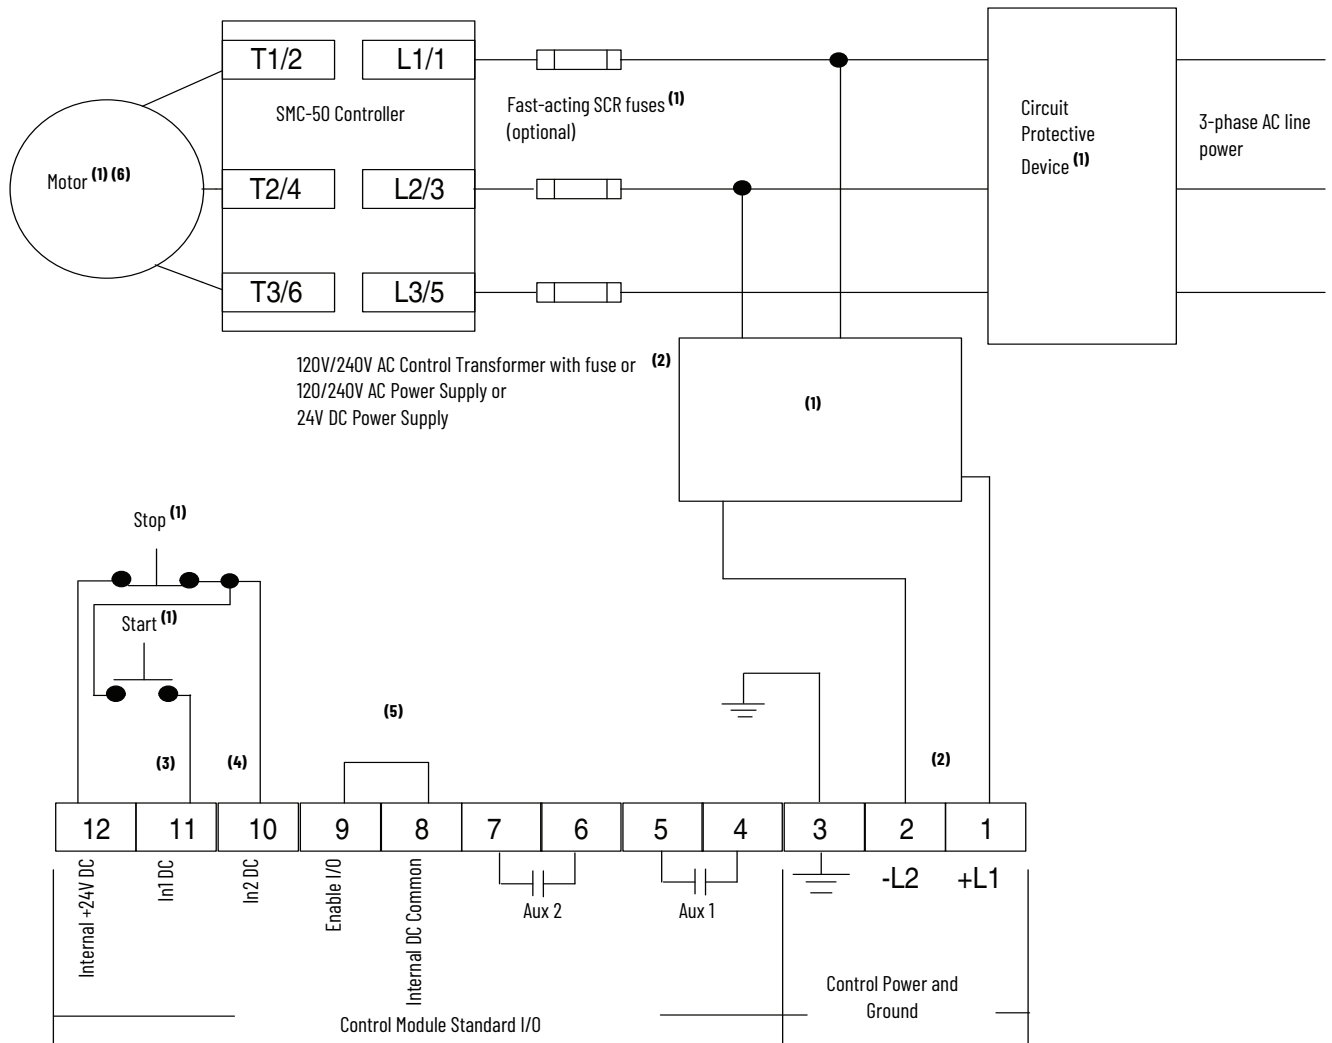 T1/2
L1/1
SMC-50 Controller
Fast-acting SCR fuses (1)
(optional)
Circuit
Protective
Device (1)
3-phase AC line
power
Motor (1) (6)
T2/4
L2/3
T3/6
L3/5
120V/240V AC Control Transformer with fuse or (2)
120/240V AC Power Supply or
24V DC Power Supply
(1)
Stop (1)
Start (1)
(3)
(4)
(5)
(2)
12
11
10
9
8
7
6
5
4
3
2
1
Internal +24V DC
In1 DC
In2 DC
Enable I/O
Internal DC Common
Aux 2
Aux 1
-L2
+L1
Control Module Standard I/O
Control Power and
Ground